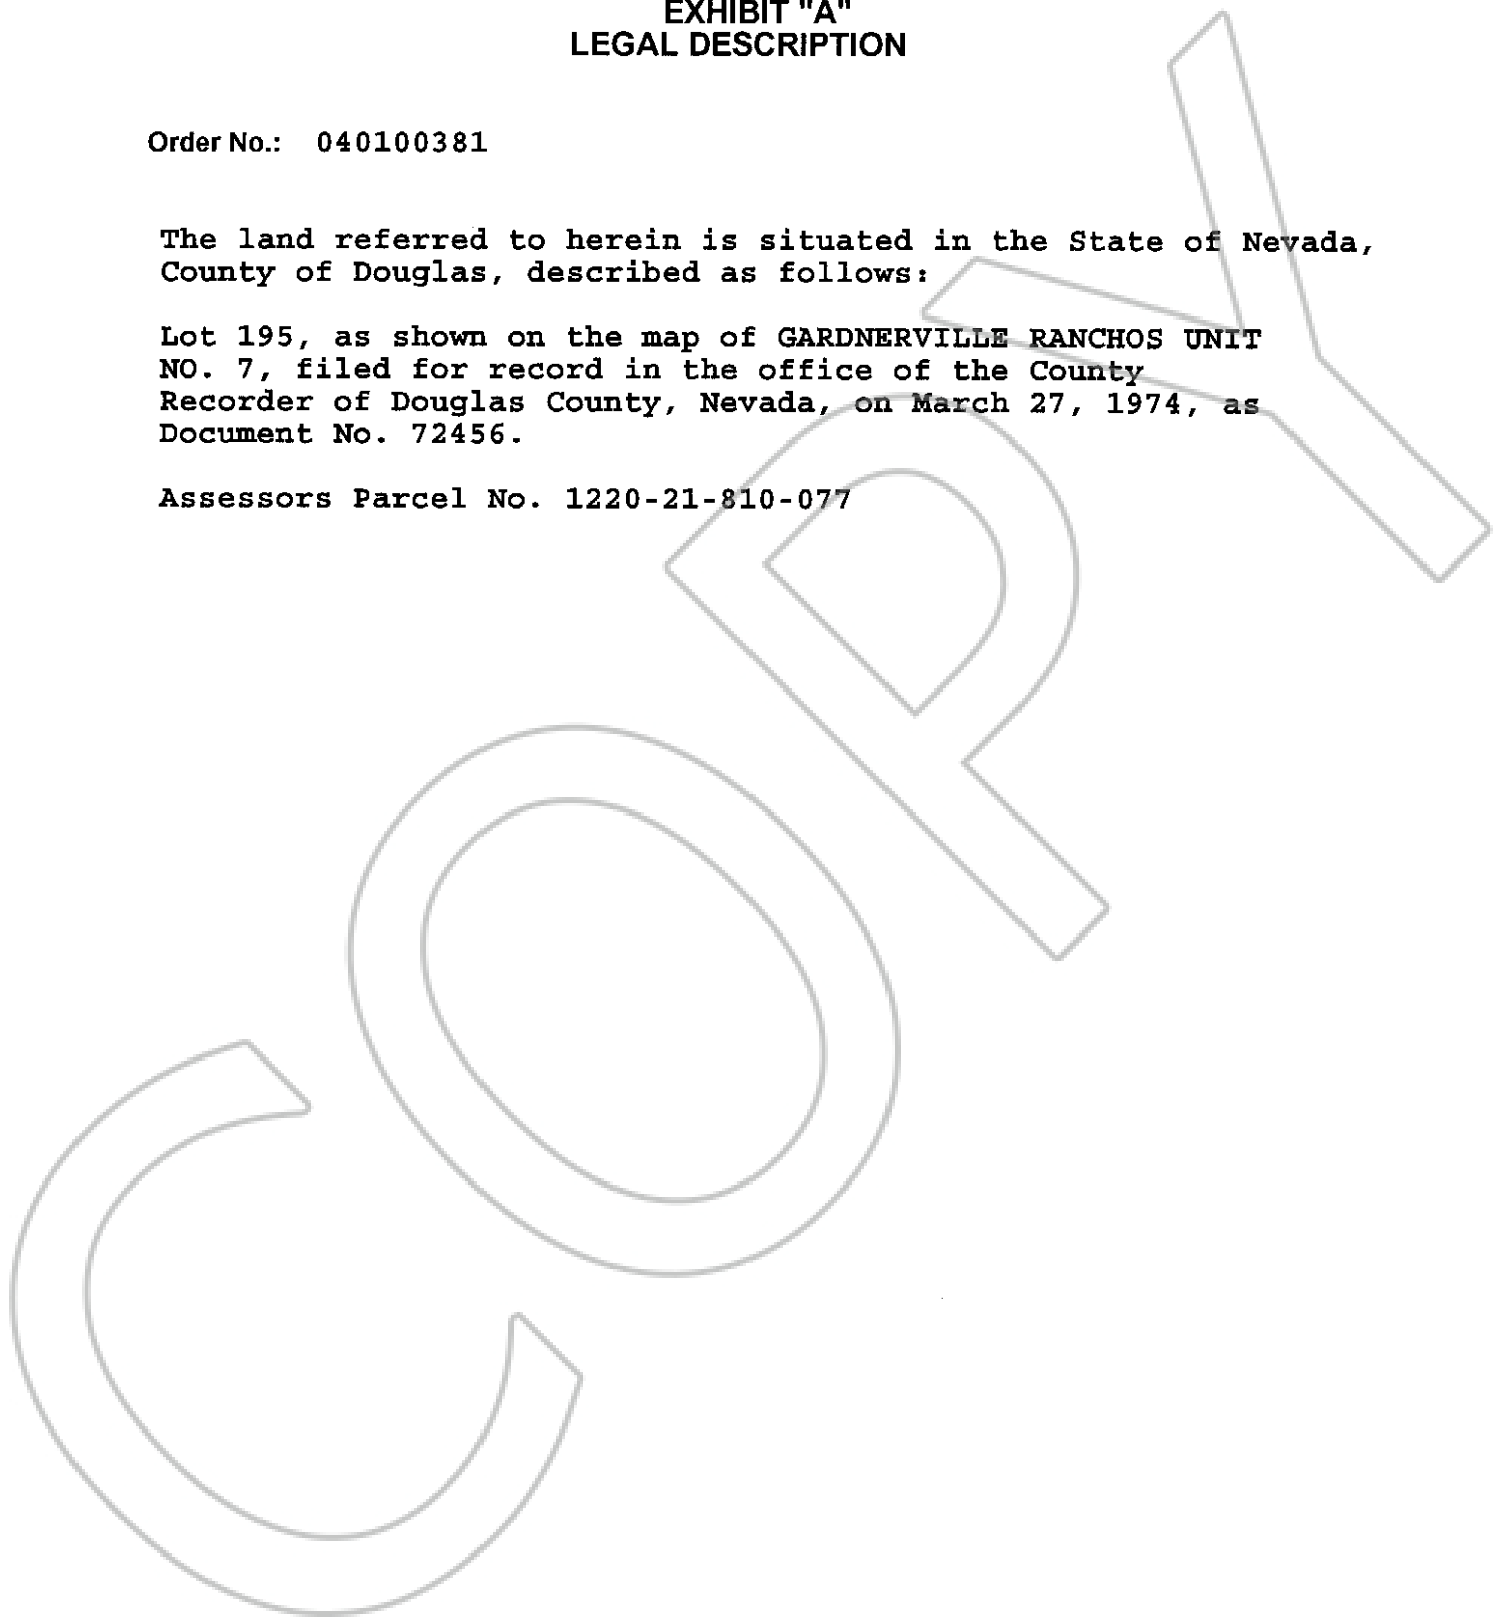 EXHIBIT "A"
LEGAL DESCRIPTION
Order No.: 040100381
The land referred to herein is situated in the State of Nevada,
County of Douglas, described as follows:
Lot 195, as shown on the map of GARDNERVILLE RANCHOS UNIT
NO. 7, filed for record in the office of the County
Recorder of Douglas County, Nevada, on March 27, 1974, as
Document No. 72456.
Assessors Parcel No. 1220-21-810-077
COPY